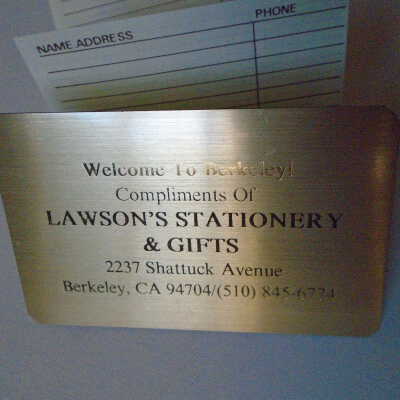 NAME ADDRESS PHONE
Welcome To Berkeley!
Compliments Of
LAWSON'S STATIONERY
& GIFTS
2237 Shattuck Avenue
Berkeley, CA 94704/(510) 845-6774